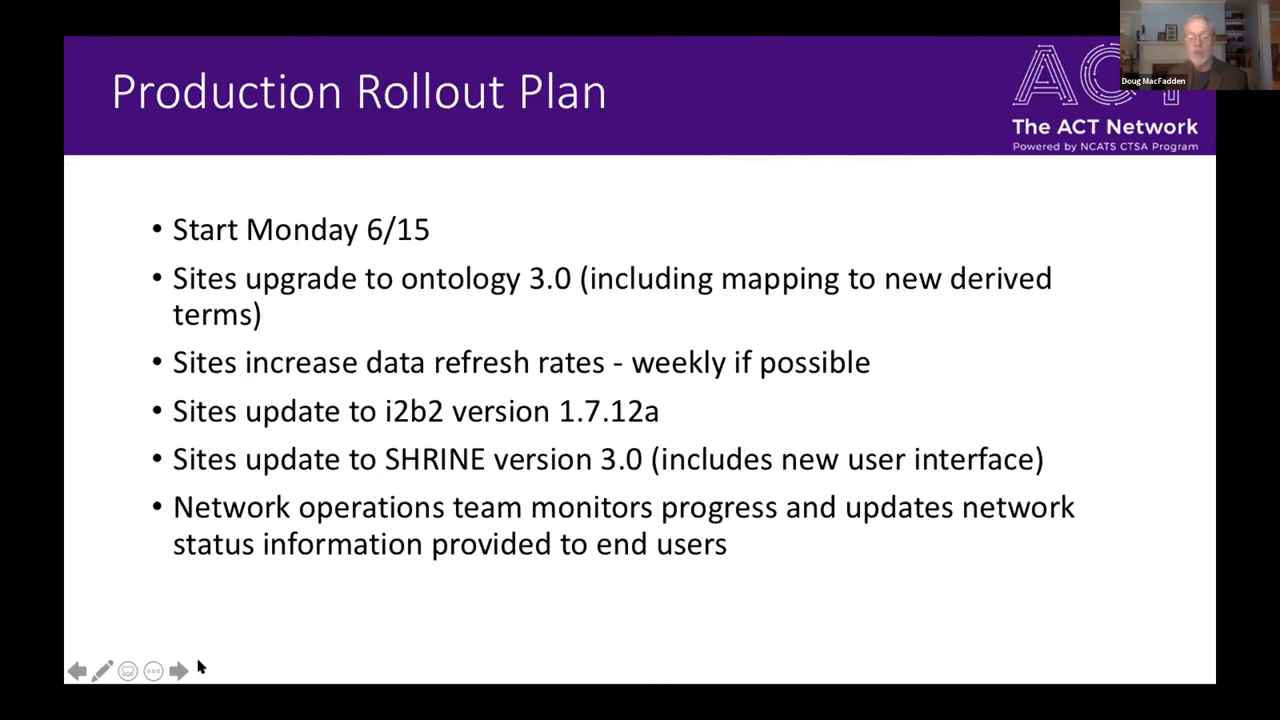 Production Rollout Plan
ACT
Doug MacFadden
The ACT Network
Powered by NCATS CTSA Program
• Start Monday 6/15
• Sites upgrade to ontology 3.0 (including mapping to new derived
terms)
• Sites increase data refresh rates - weekly if possible
• Sites update to i2b2 version 1.7.12a
• Sites update to SHRINE version 3.0 (includes new user interface)
• Network operations team monitors progress and updates network
status information provided to end users